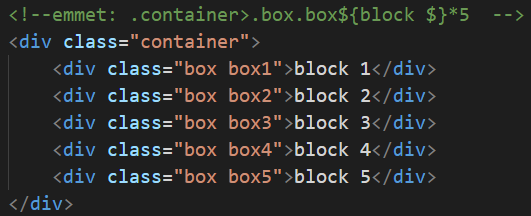 <!--emmet: .container>.box.box${block $}*5  -->
<div class="container">
    <div class="box box1">block 1</div>
    <div class="box box2">block 2</div>
    <div class="box box3">block 3</div>
    <div class="box box4">block 4</div>
    <div class="box box5">block 5</div>
</div>